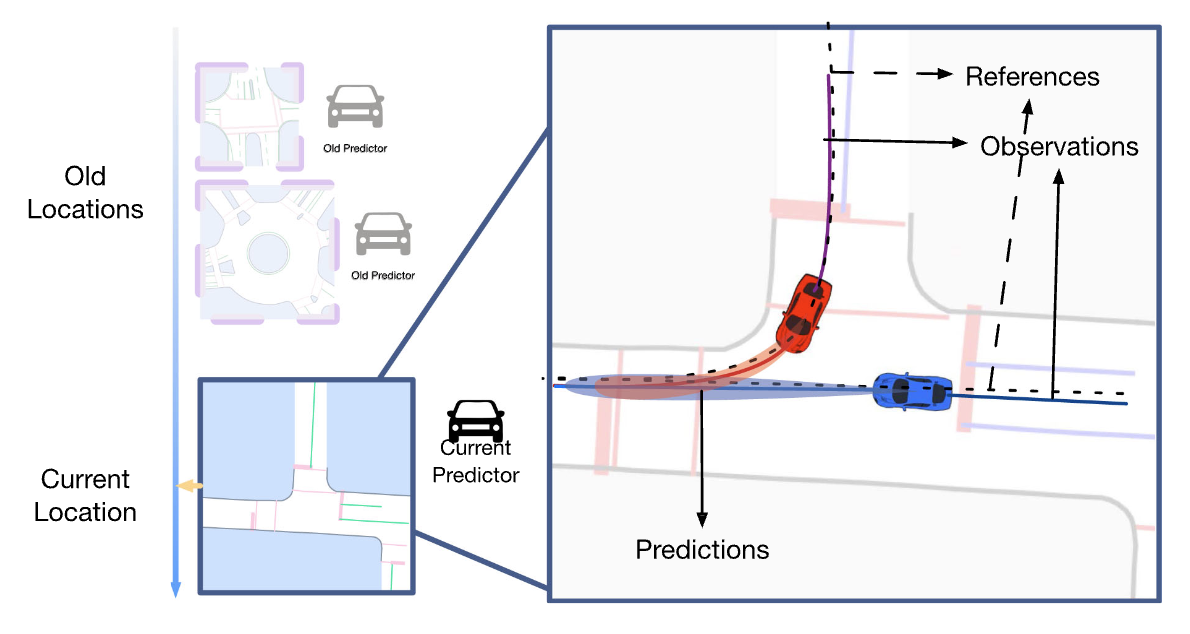 Old Predictor
Old
Locations
Old Predictor
Current
Location
Current
Predictor
References
Observations
Predictions